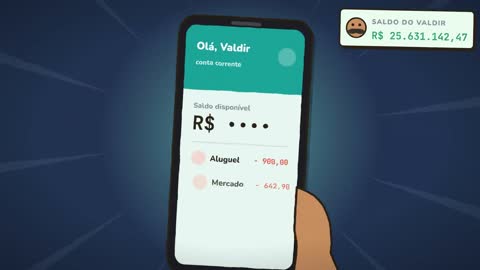 Olá, Valdir
conta corrente
Saldo disponível
R$ ••••
Aluguel - 900,00
Mercado - 642,90
SALDO DO VALDIR
R$ 25.631.142,47